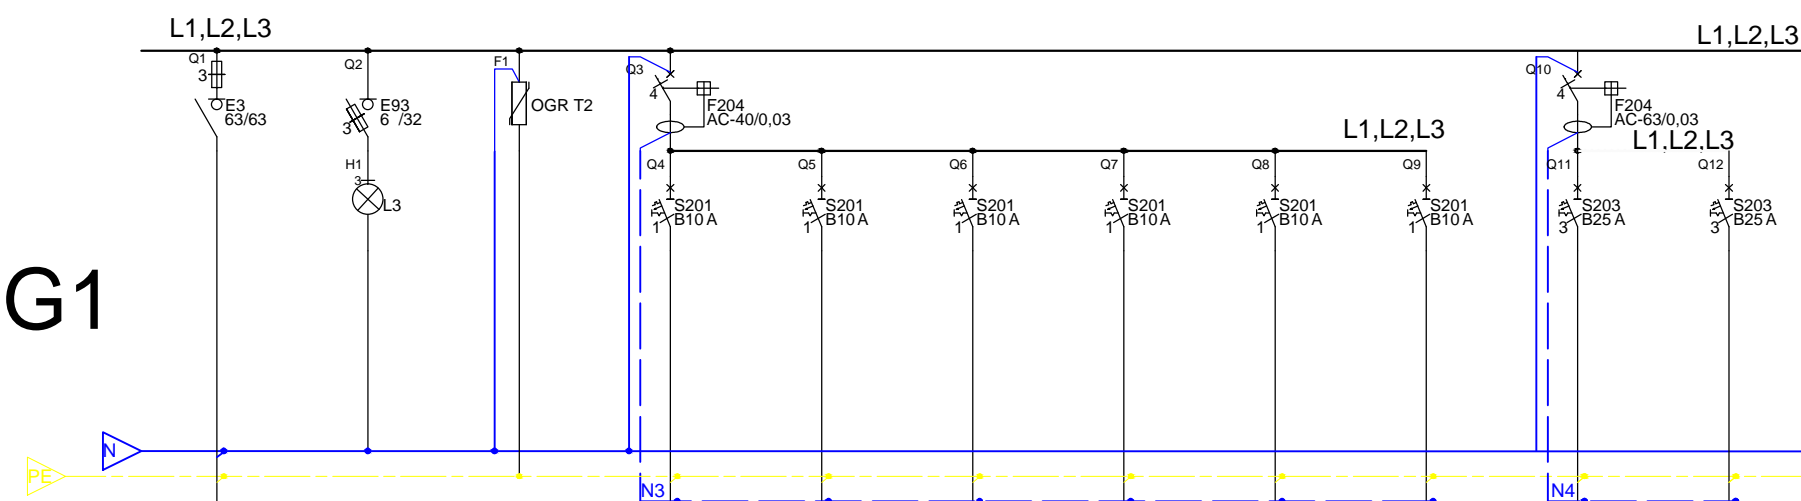 L1,L2,L3
L1,L2,L3
Q1
3
E3
63/63
Q2
E93
6 /32
3
H1
3
L3
F1
OGR T2
Q3
4
F204
AC-40/0,03
L1,L2,L3
Q4
S201
B10 A
1
Q5
S201
B10 A
1
Q6
S201
B10 A
1
Q7
S201
B10 A
1
Q8
S201
B10 A
1
Q9
S201
B10 A
1
Q10
4
F204
AC-63/0,03
L1,L2,L3
Q11
S203
B25 A
3
Q12
S203
B25 A
3
G1
N
PE
N3
N4